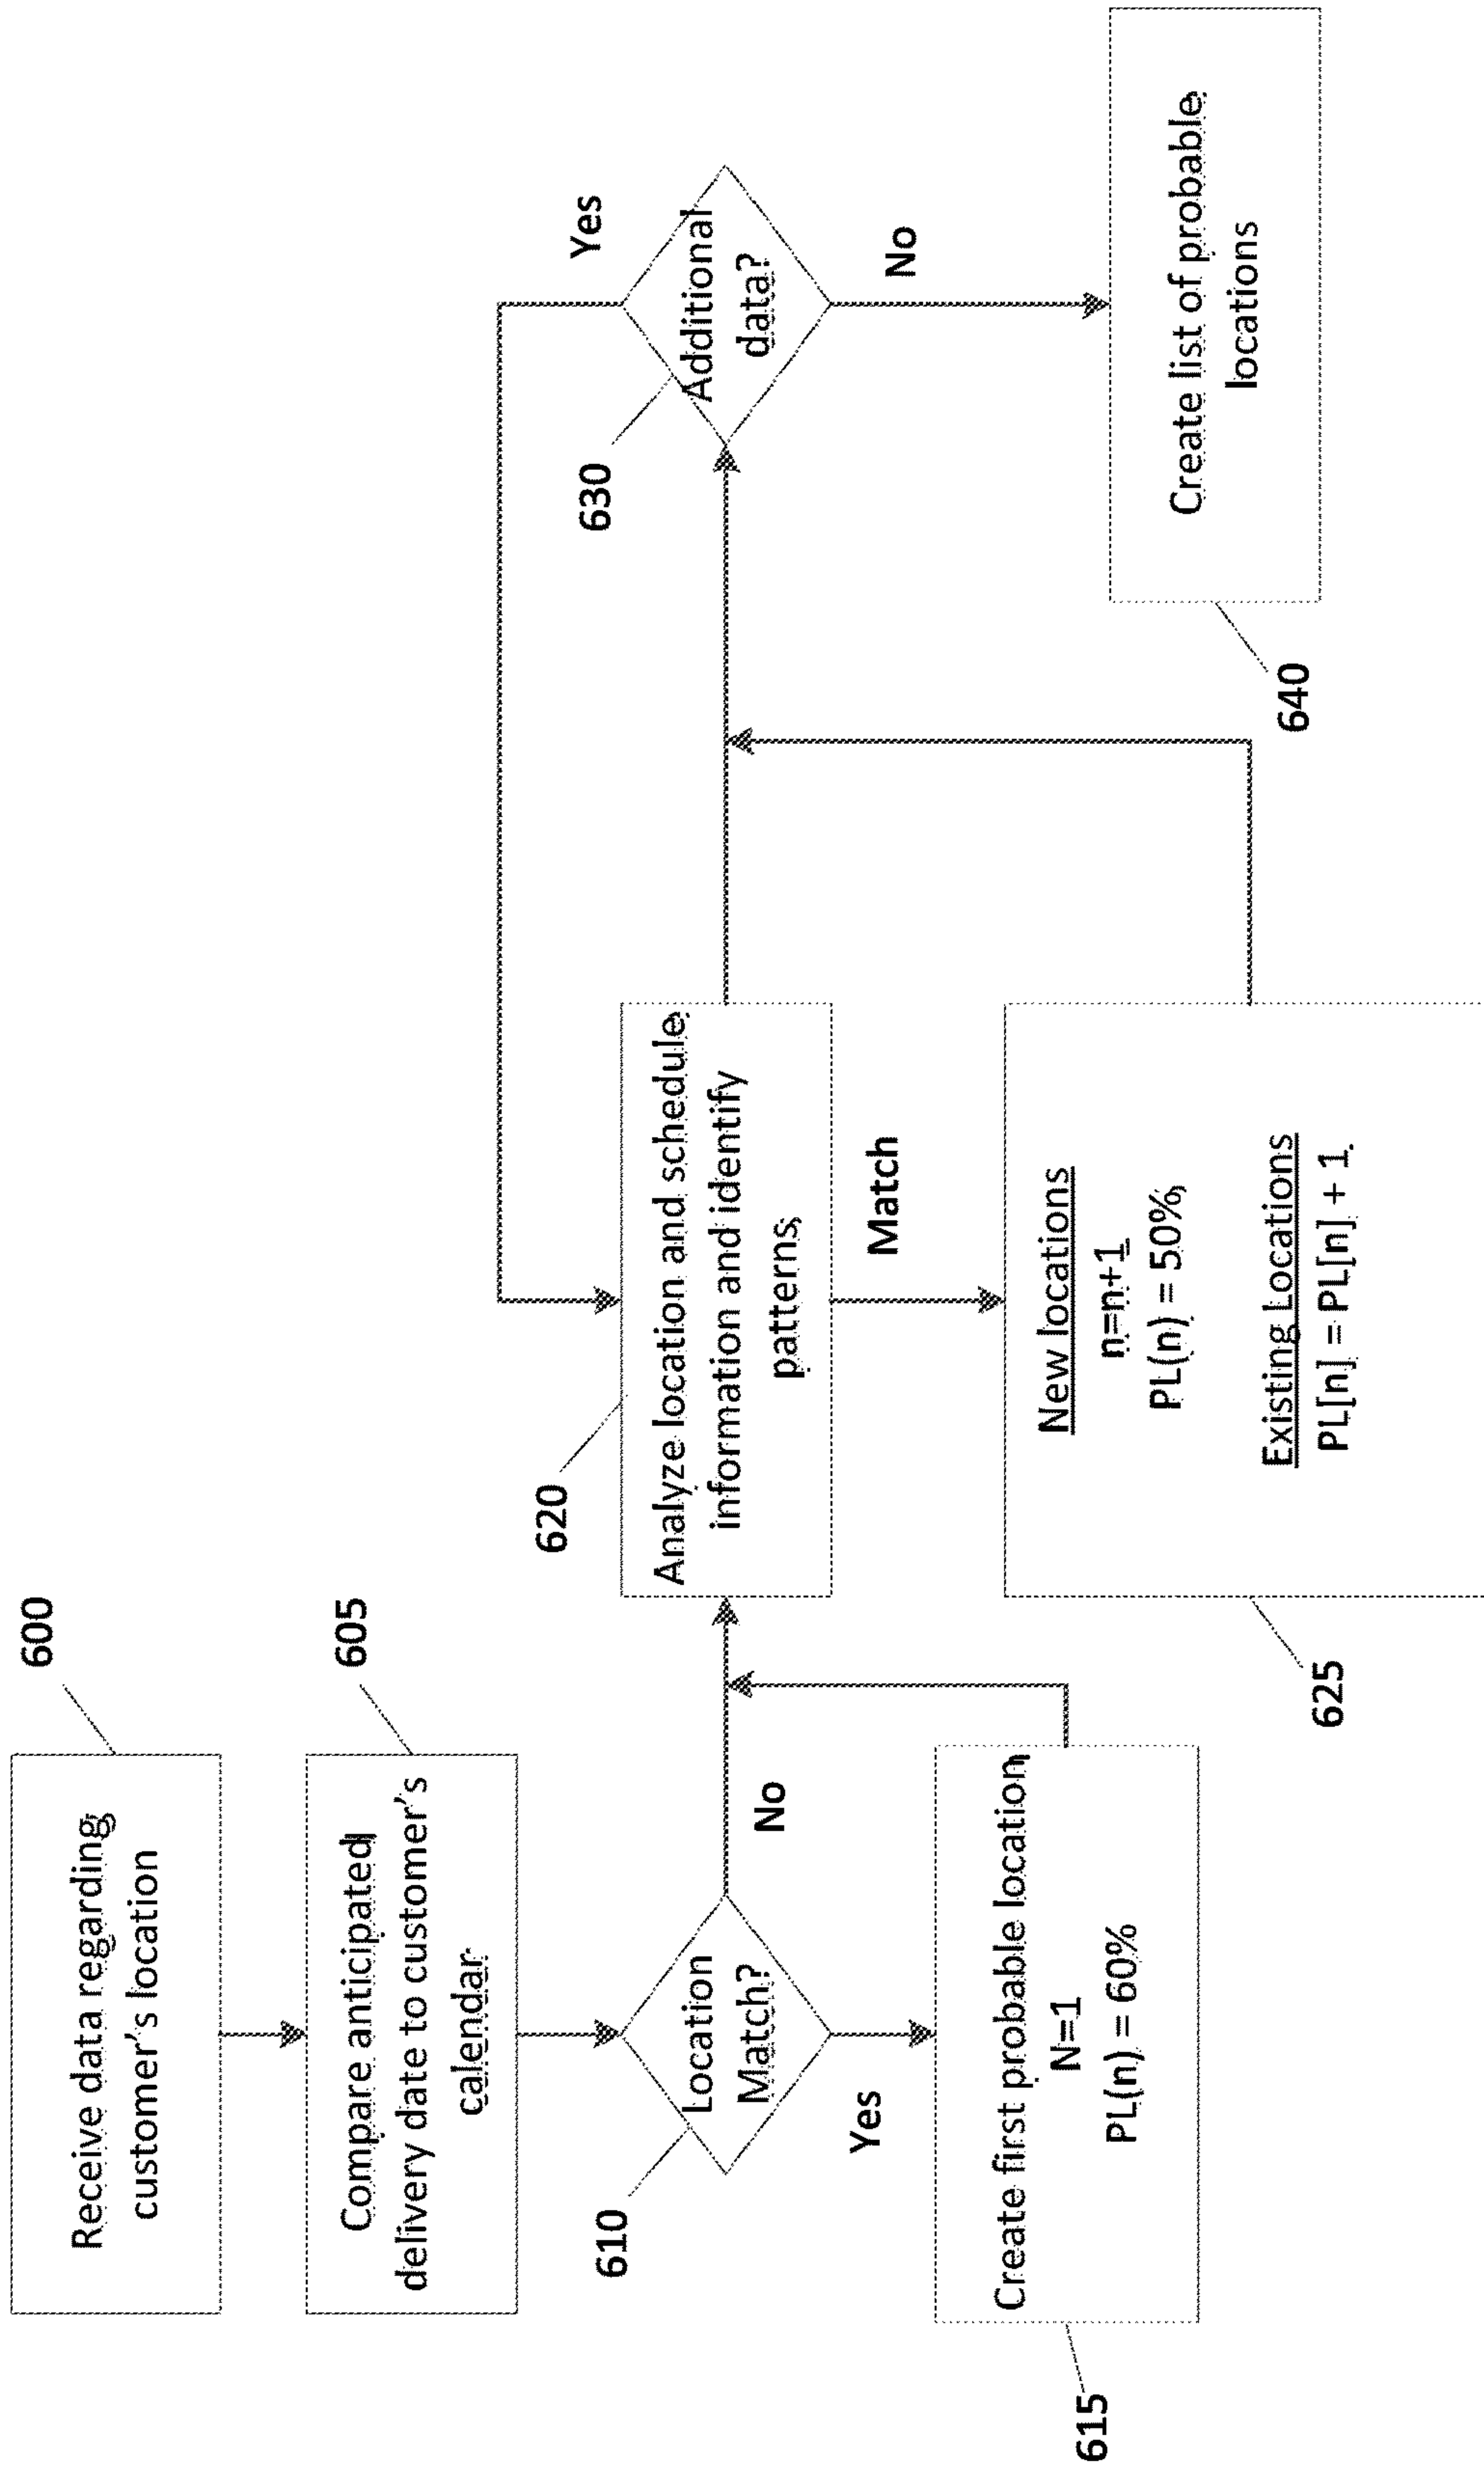 600
Receive data regarding
customer's location
605
Compare anticipated
delivery date to customer's
calendar
610
Location
Match?
No
Yes
615
Create first probable location
N=1
PL(n) = 60%
620
Analyze location and schedule
information and identify
patterns
Match
625
New locations
n=n+1
PL(n) = 50%
Existing Locations
PL[n] = PL[n] + 1
630
Additional
data?
Yes
No
640
Create list of probable
locations